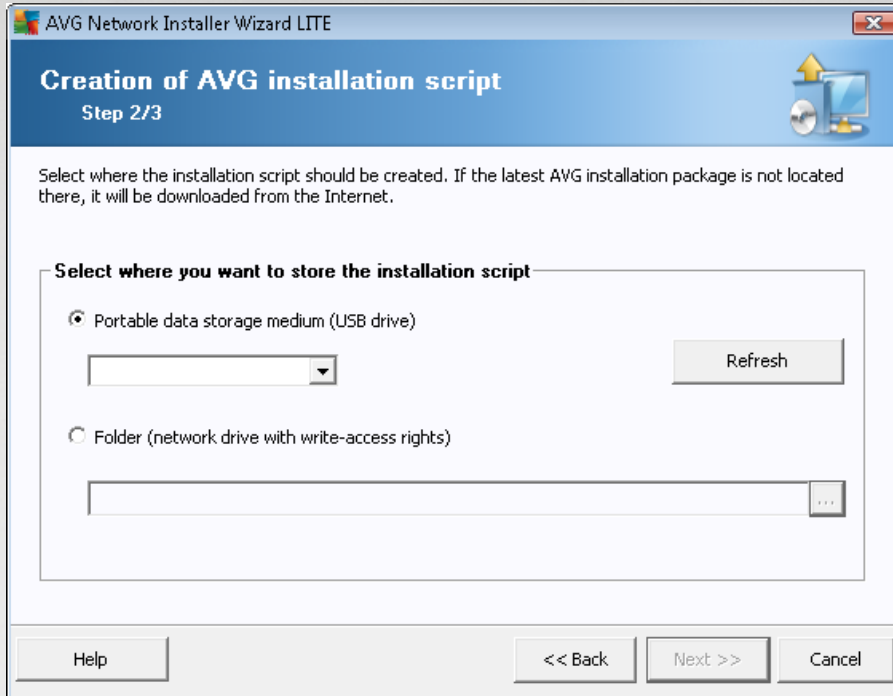 AVG Network Installer Wizard LITE
Creation of AVG installation script
Step 2/3
Select where the installation script should be created. If the latest AVG installation package is not located
there, it will be downloaded from the Internet.
Select where you want to store the installation script
Portable data storage medium (USB drive)
Refresh
Folder (network drive with write-access rights)
...
Help
<< Back
Next >>
Cancel